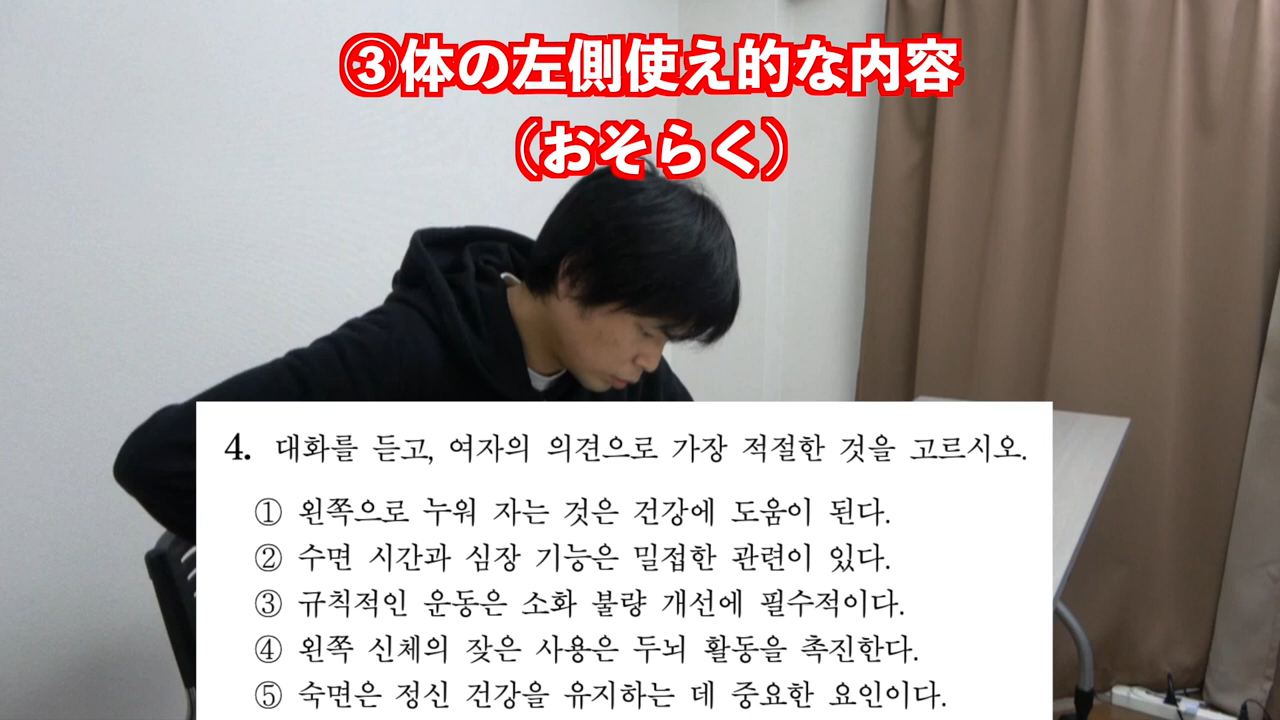 ③体の左側使え的な内容
（おそらく）
4. 대화를 듣고, 여자의 의견으로 가장 적절한 것을 고르시오.
① 왼쪽으로 누워 자는 것은 건강에 도움이 된다.
② 수면 시간과 심장 기능은 밀접한 관련이 있다.
③ 규칙적인 운동은 소화 불량 개선에 필수적이다.
④ 왼쪽 신체의 잦은 사용은 두뇌 활동을 촉진한다.
⑤ 숙면은 정신 건강을 유지하는 데 중요한 요인이다.